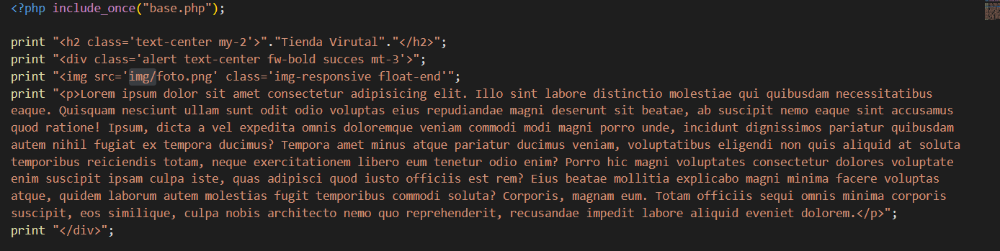 <?php include_once("base.php");
print "<h2 class='text-center my-2'>"."Tienda Virutal"."</h2>";
print "<div class='alert text-center fw-bold succes mt-3'>";
print "<img src='img/foto.png' class='img-responsive float-end'";
print "<p>Lorem ipsum dolor sit amet consectetur adipisicing elit. Illo sint labore distinctio molestiae qui quibusdam necessitatibus
eaque. Quisquam nesciunt ullam sunt odit odio voluptas eius repudiandae magni deserunt sit beatae, ab suscipit nemo eaque sint accusamus
quod ratione! Ipsum, dicta a vel expedita omnis doloremque veniam commodi modi magni porro unde, incidunt dignissimos pariatur quibusdam
autem nihil fugiat ex tempora ducimus? Tempora amet minus atque pariatur ducimus veniam, voluptatibus eligendi non quis aliquid at soluta
temporibus reiciendis totam, neque exercitationem libero eum tenetur odio enim? Porro hic magni voluptates consectetur dolores voluptate
enim suscipit ipsam culpa iste, quas adipisci quod iusto officiis est rem? Eius beatae mollitia explicabo magni minima facere voluptas
atque, quidem laborum autem molestias fugit temporibus commodi soluta? Corporis, magnam eum. Totam officiis sequi omnis minima corporis
suscipit, eos similique, culpa nobis architecto nemo quo reprehenderit, recusandae impedit labore aliquid eveniet dolorem.</p>";
print "</div>";